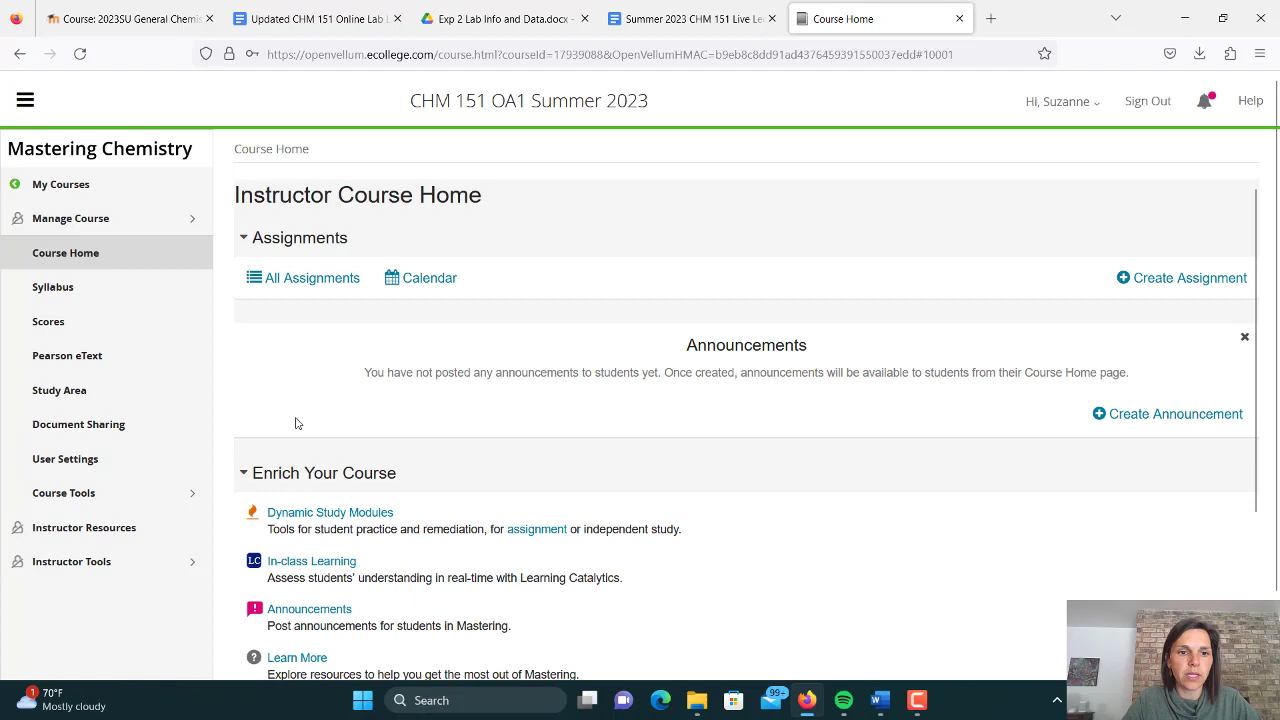 Course: 2023SU General Chemis
Updated CHM 151 Online Lab
Exp 2 Lab Info and Data.docx -
Summer 2023 CHM 151 Live Le
Course Home
https://openvellum.ecollege.com/course.html?courseId=17939088&OpenVellumHMAC=b9eb8c8dd91ad4376459391550037edd#10001
CHM 151 OA1 Summer 2023
Hi, Suzanne
Sign Out
Help
Mastering Chemistry
My Courses
Manage Course
Course Home
Syllabus
Scores
Pearson eText
Study Area
Document Sharing
User Settings
Course Tools
Instructor Resources
Instructor Tools
Course Home
Instructor Course Home
Assignments
All Assignments
Calendar
Create Assignment
Announcements
You have not posted any announcements to students yet. Once created, announcements will be available to students from their Course Home page.
Create Announcement
Enrich Your Course
Dynamic Study Modules
Tools for student practice and remediation, for assignment or independent study.
LC
In-class Learning
Assess students' understanding in real-time with Learning Catalytics.
Announcements
Post announcements for students in Mastering.
Learn More
Explore resources to help you get the most out of Mastering.
1
70°F
Mostly cloudy
Search
99+